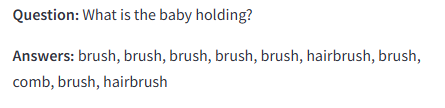 Question: What is the baby holding?
Answers: brush, brush, brush, brush, brush, hairbrush, brush,
comb, brush, hairbrush